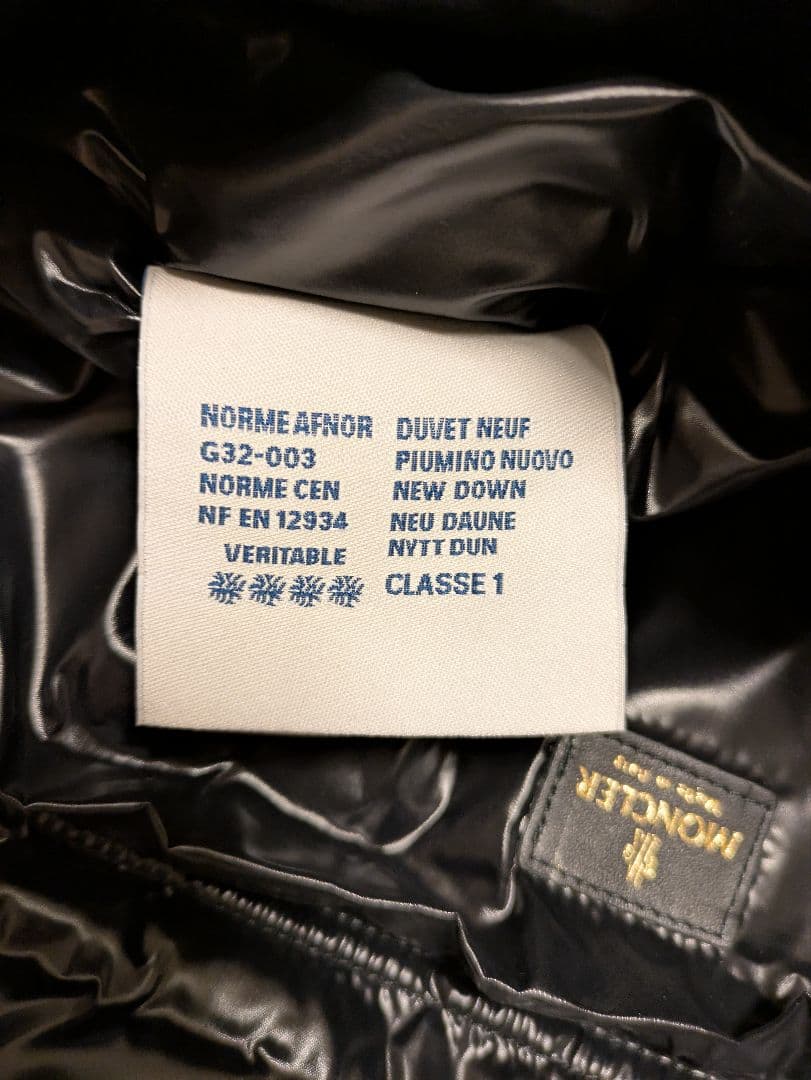 NORME AFNOR
G32-003
NORME CEN
NF EN 12934
VERITABLE
DUVET NEUF
PIUMINO NUOVO
NEW DOWN
NEU DAUNE
NYTT DUN
CLASSE 1
MONCLER